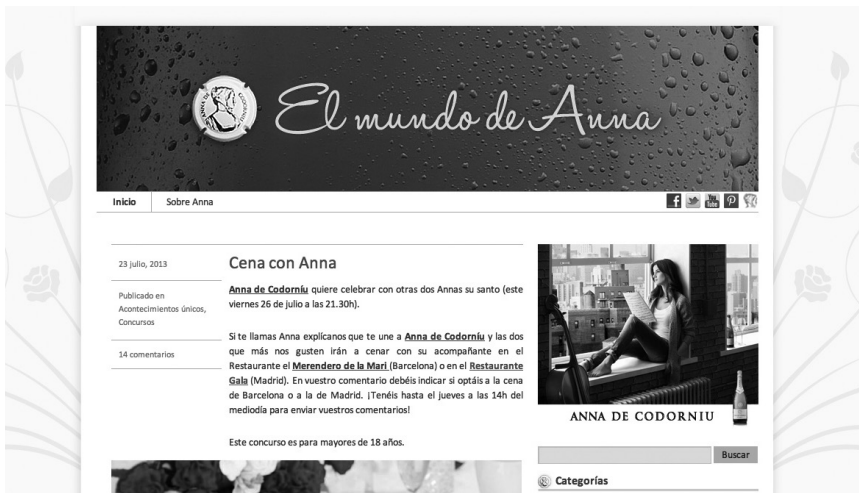 ANNA DE CODORNIU
El mundo de Anna
Inicio
Sobre Anna
You
Tube
23 julio, 2013
Publicado en
Acontecimientos únicos,
Concursos
14 comentarios
Cena con Anna
Anna de Codorníu quiere celebrar con otras dos Annas su santo (este
viernes 26 de julio a las 21.30h).
Si te llamas Anna explícanos que te une a Anna de Codorníu y las dos
que más nos gusten irán a cenar con su acompañante en el
Restaurante el Merendero de la Mari (Barcelona) o en el Restaurante
Gala (Madrid). En vuestro comentario debéis indicar si optáis a la cena
de Barcelona o a la de Madrid. ¡Tenéis hasta el jueves a las 14h del
mediodía para enviar vuestros comentarios!
Este concurso es para mayores de 18 años.
ANNA DE CODORNIU
Buscar
Categorías